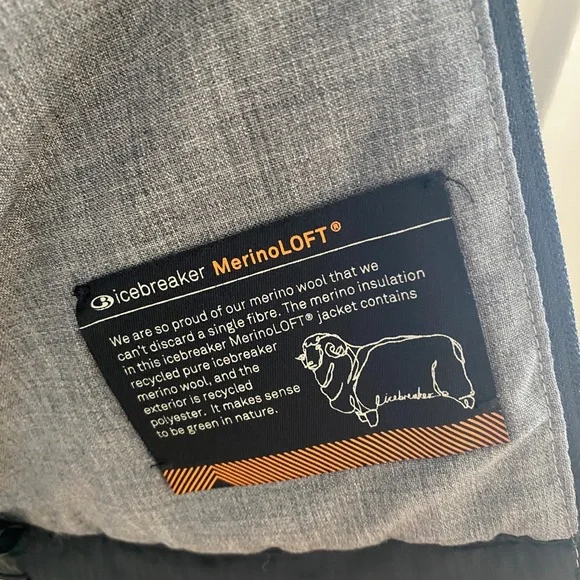 icebreaker MerinoLOFT®
We are so proud of our merino wool that we
can't discard a single fibre. The merino insulation
in this icebreaker MerinoLOFT® jacket contains
recycled pure icebreaker
merino wool, and the
exterior is recycled
polyester. It makes sense
to be green in nature.
icebreaker